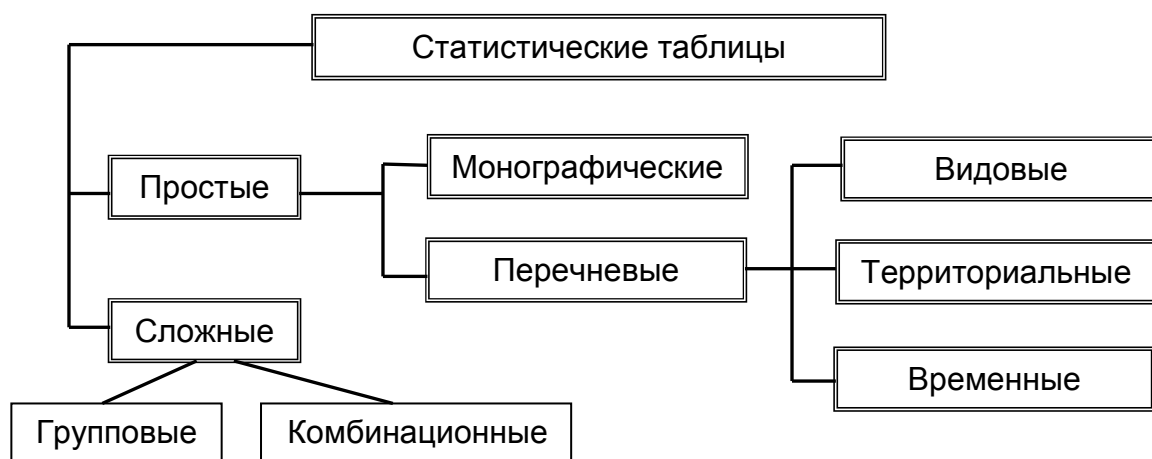 Статистические таблицы
Простые
Монографические
Видовые
Перечневые
Территориальные
Сложные
Временные
Групповые
Комбинационные